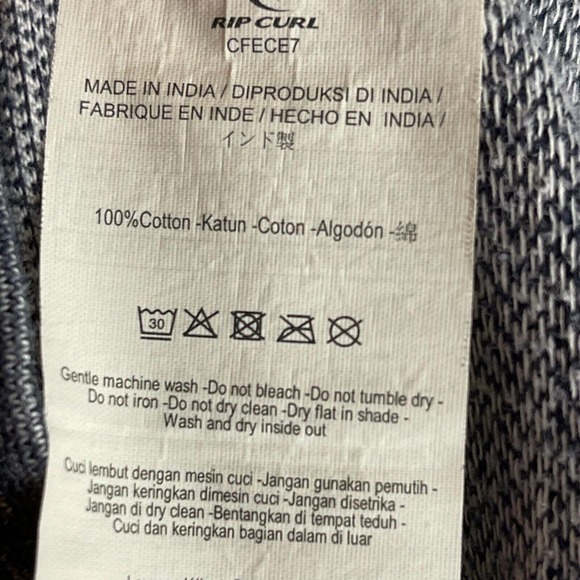 RIP CURL
CFECE7
MADE IN INDIA / DIPRODUKSI DI INDIA /
FABRIQUE EN INDE / HECHO EN INDIA /
インド製
100%Cotton -Katun -Coton -Algodón -綿
30
Gentle machine wash -Do not bleach -Do not tumble dry -
Do not iron -Do not dry clean -Dry flat in shade -
Wash and dry inside out
Cuci lembut dengan mesin cuci -Jangan gunakan pemutih -
Jangan keringkan dimesin cuci -Jangan disetrika -
Jangan di dry clean -Bentangkan di tempat teduh -
Cuci dan keringkan bagian dalam di luar